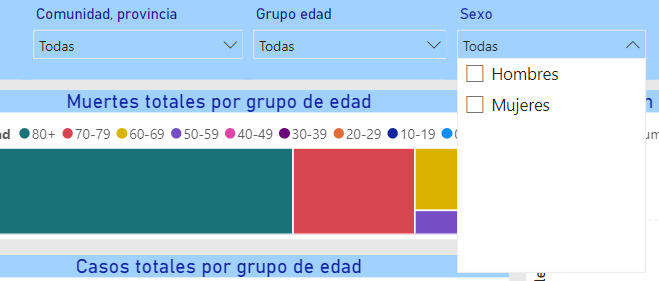 Comunidad, provincia
Grupo edad
Sexo
Todas
Todas
Todas
Hombres
Mujeres
Muertes totales por grupo de edad
80+ 70-79 60-69 50-59 40-49 30-39 20-29 10-19
Casos totales por grupo de edad